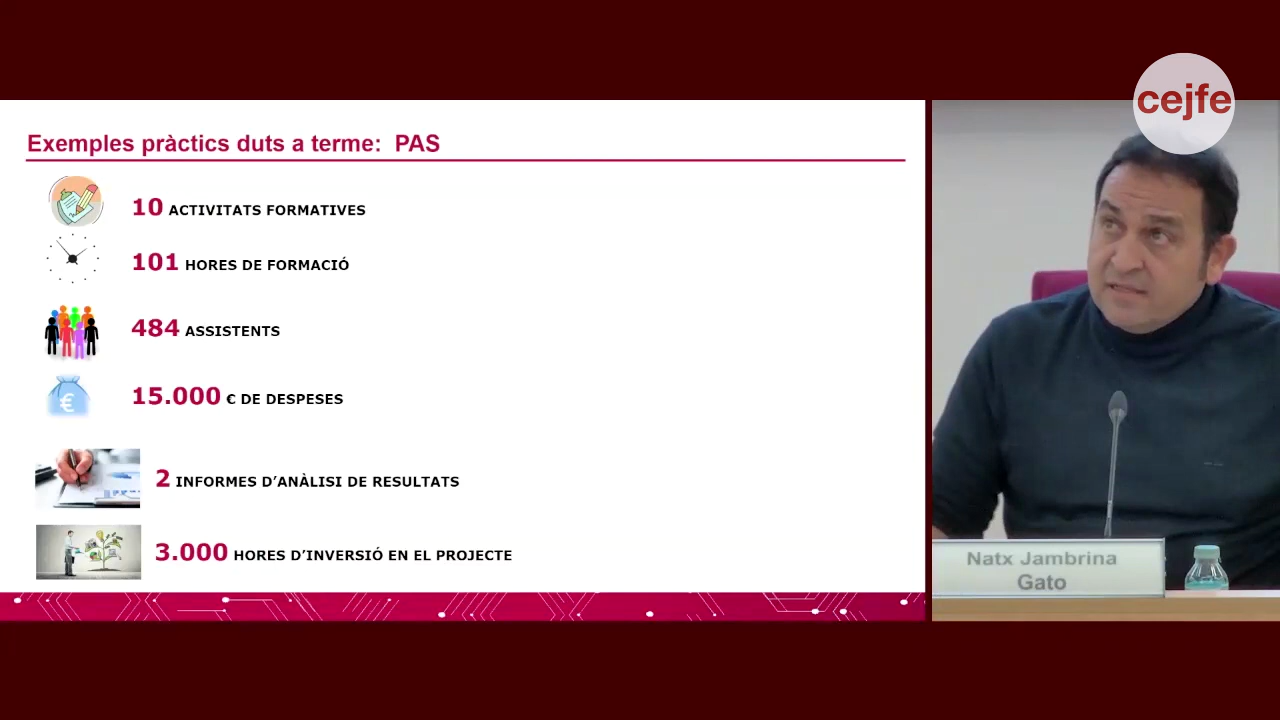 cejfe
Exemples pràctics duts a terme: PAS
10 ACTIVITATS FORMATIVES
101 HORES DE FORMACIÓ
484 ASSISTENTS
€
15.000 € DE DESPESES
2 INFORMES D’ANÀLISI DE RESULTATS
3.000 HORES D’INVERSIÓ EN EL PROJECTE
Natx Jambrina
Gato